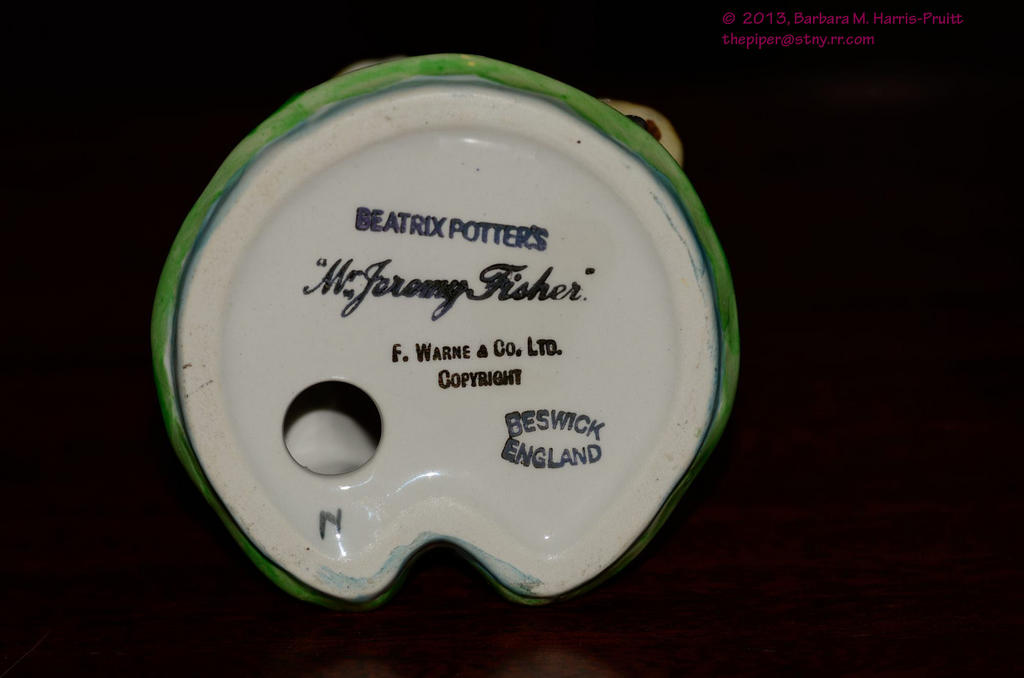 © 2013, Barbara M. Harris-Pruitt
thepiper@stny.rr.com
BEATRIX POTTER'S
"Mr. Jeremy Fisher".
F. WARNE & CO. LTD.
COPYRIGHT
BESWICK
ENGLAND
N